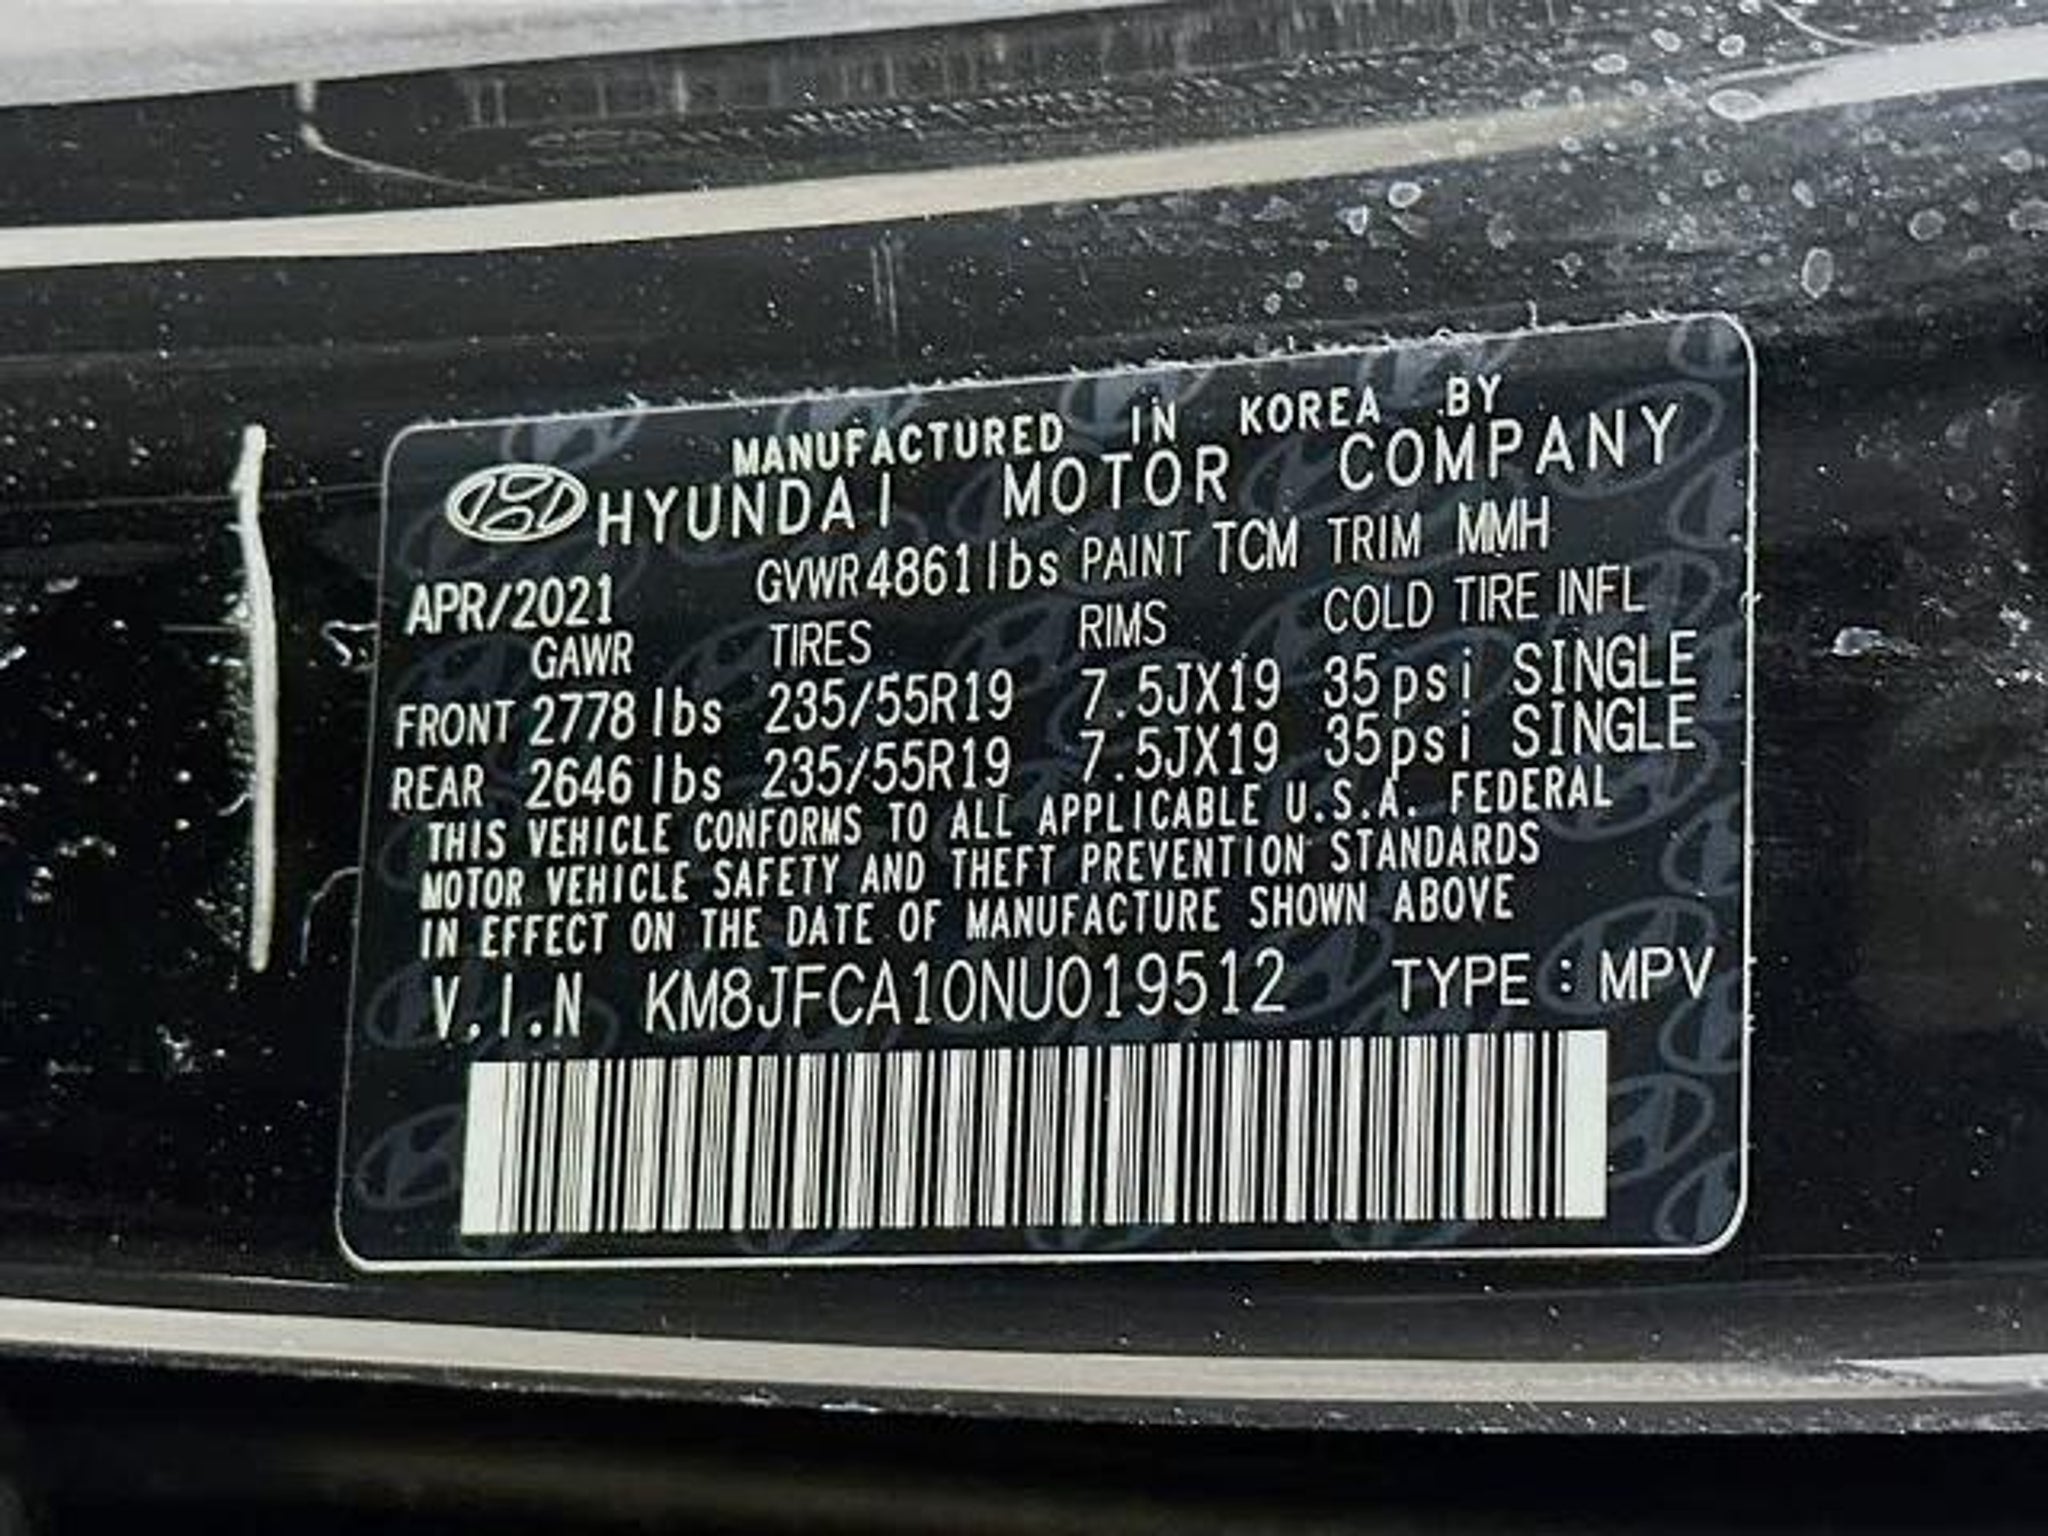 MANUFACTURED IN KOREA BY
HYUNDAI MOTOR COMPANY
APR/2021 GVWR 4861 lbs PAINT TCM TRIM MMH
GAWR TIRES RIMS COLD TIRE INFL
FRONT 2778 lbs 235/55R19 7.5JX19 35psi SINGLE
REAR 2646 lbs 235/55R19 7.5JX19 35psi SINGLE
THIS VEHICLE CONFORMS TO ALL APPLICABLE U.S.A. FEDERAL
MOTOR VEHICLE SAFETY AND THEFT PREVENTION STANDARDS
IN EFFECT ON THE DATE OF MANUFACTURE SHOWN ABOVE
V.I.N KM8JFCA10NU019512 TYPE : MPV